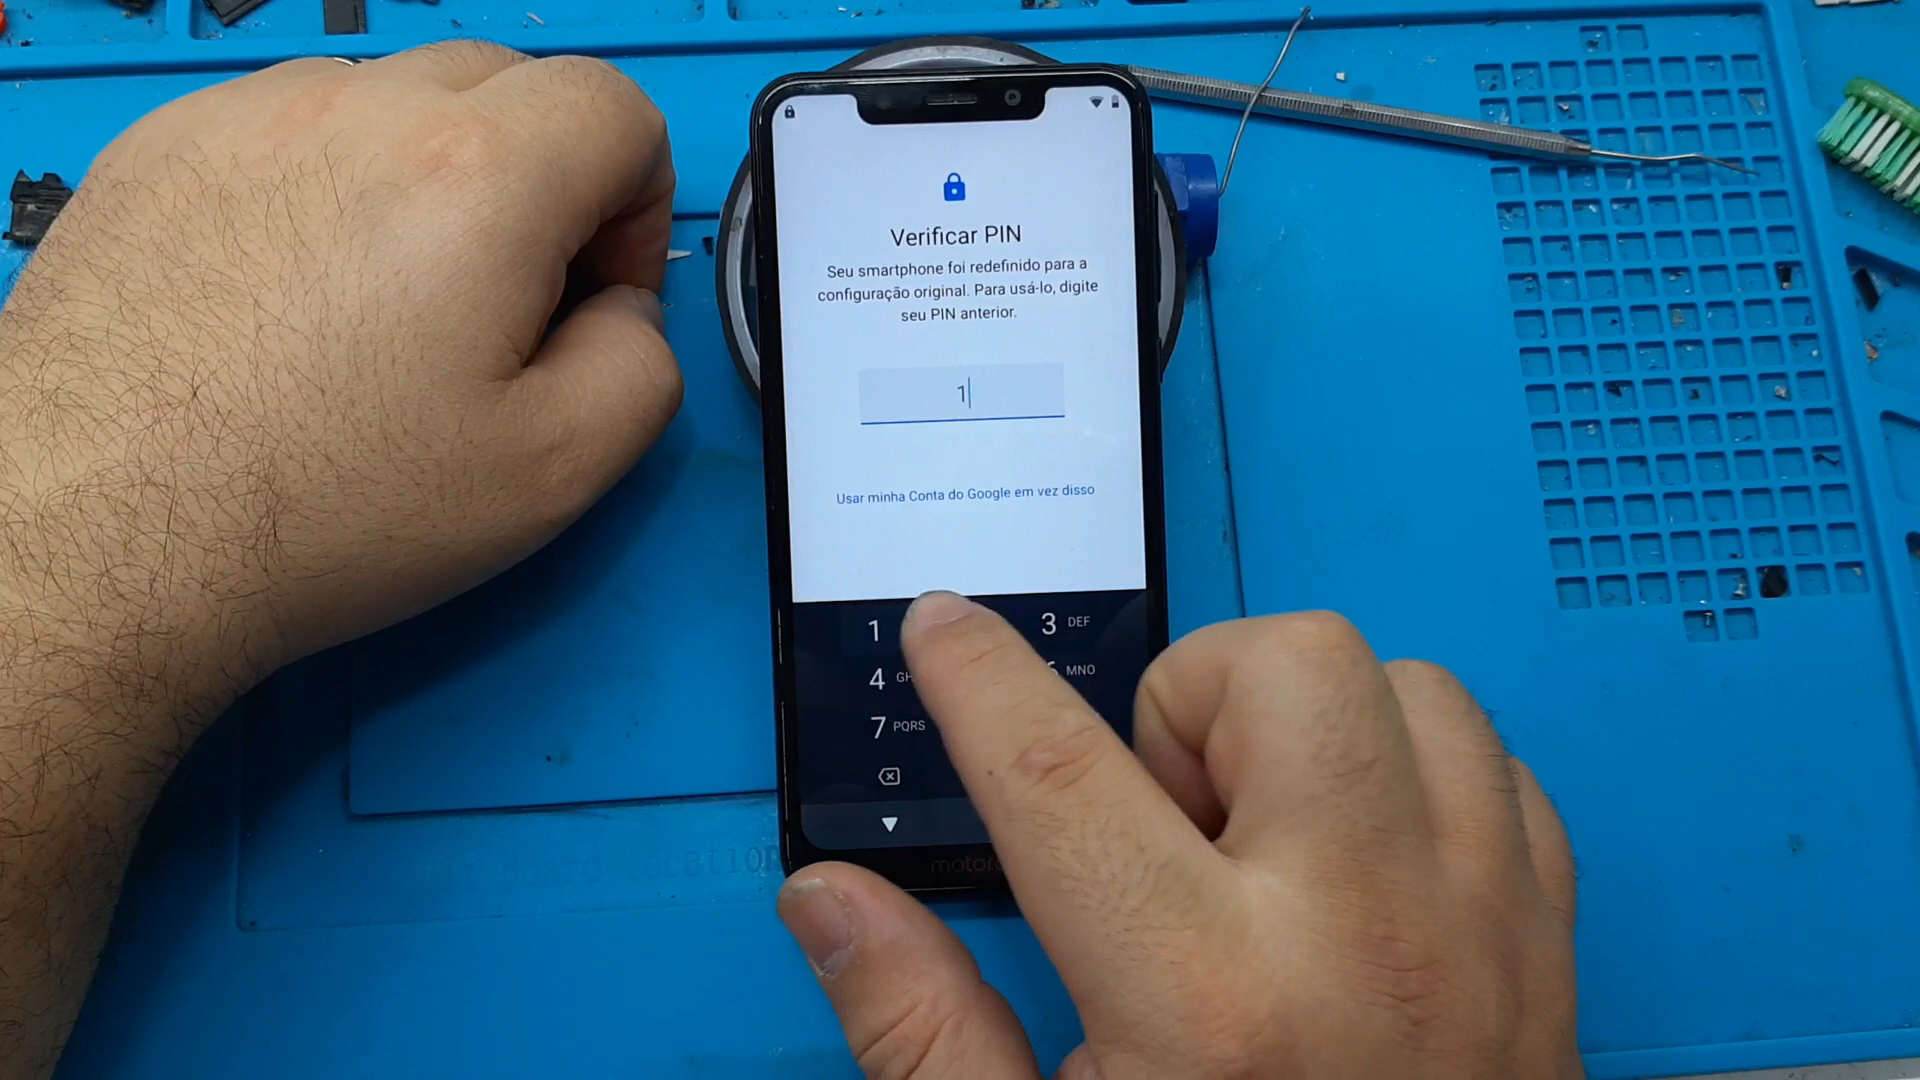 Verificar PIN
Seu smartphone foi redefinido para a
configuração original. Para usá-lo, digite
seu PIN anterior.
1
Usar minha Conta do Google em vez disso
1 3 DEF
4 MNO
7 PQRS